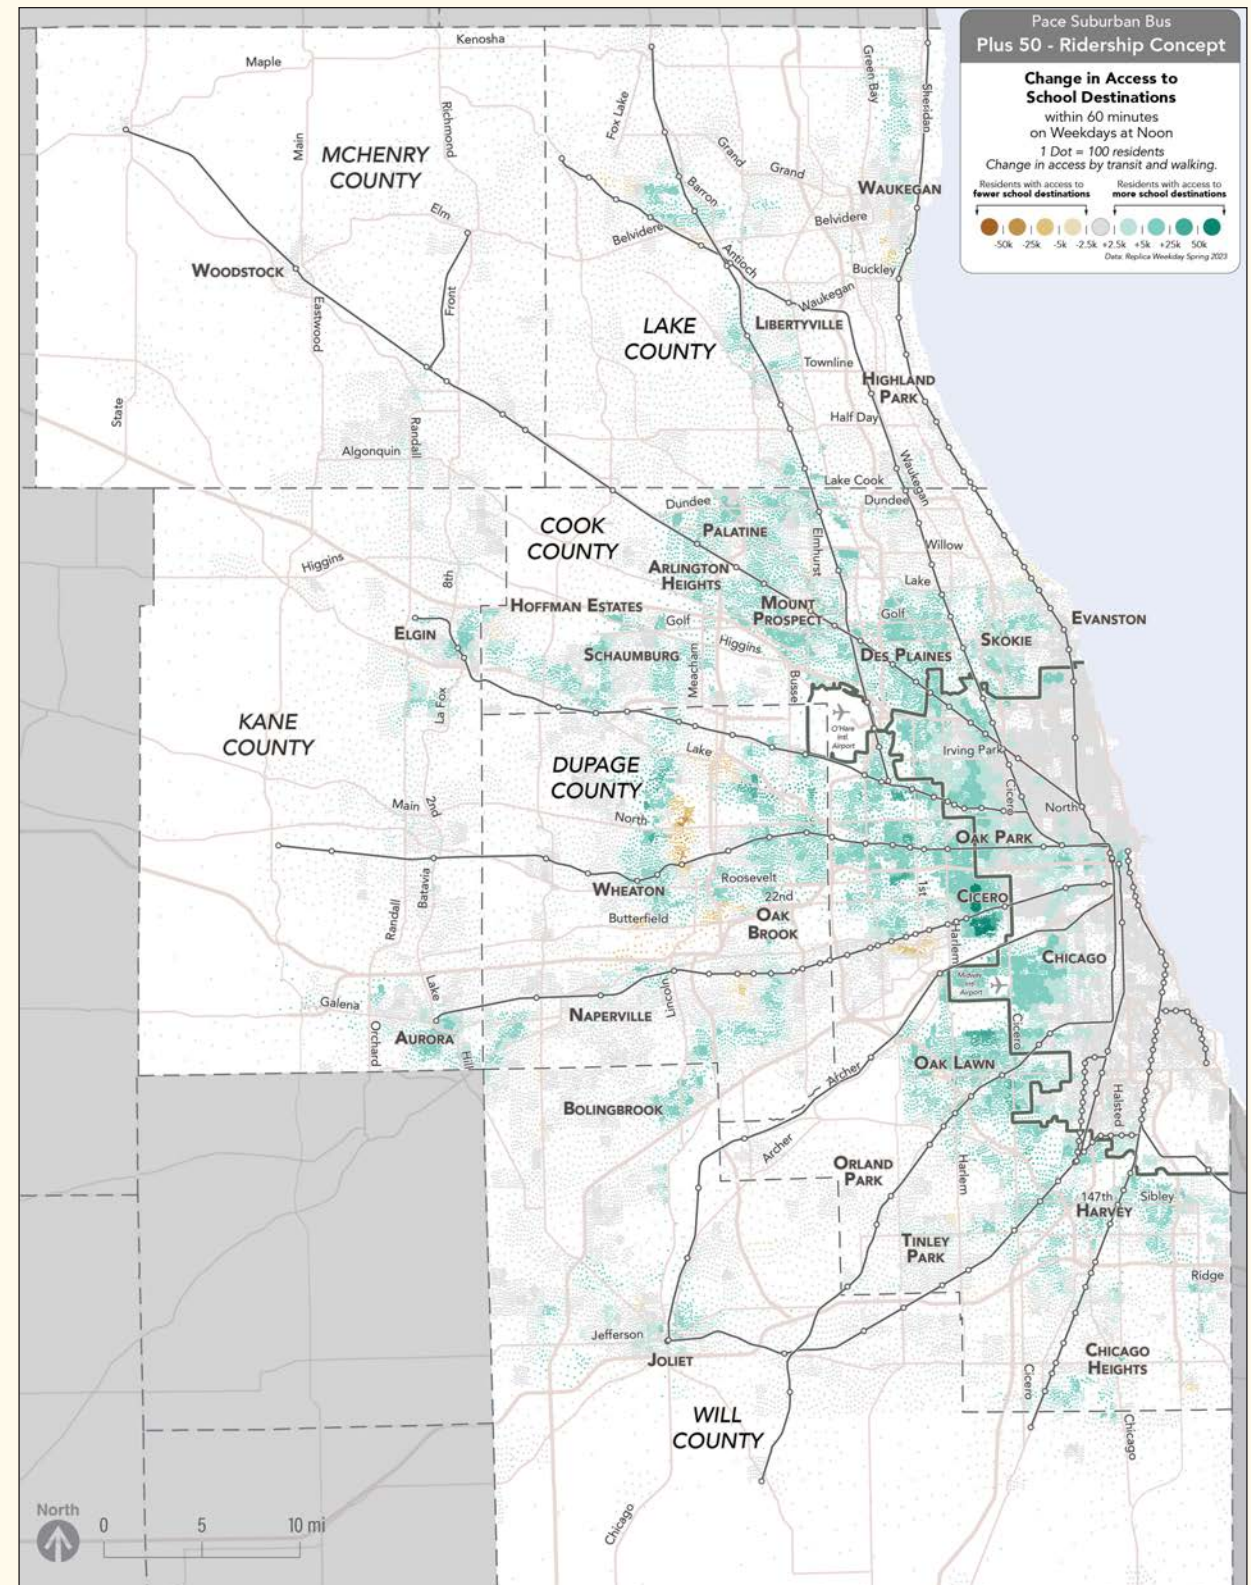 Pace Suburban Bus
Plus 50 - Ridership Concept
Change in Access to
School Destinations
within 60 minutes
on Weekdays at Noon
1 Dot = 100 residents
Change in access by transit and walking.
Residents with access to
fewer school destinations
Residents with access to
more school destinations
-50k -25k -5k -2.5k +2.5k +5k +25k 50k
Data: Replica Weekday Spring 2023
Kenosha
Maple
Green Bay
Sheridan
Fox Lake
Richmond
Main
Grand
Grand
MCHENRY
COUNTY
Barron
WAUKEGAN
Elm
Belvidere
Belvidere
Antioch
Buckley
WOODSTOCK
Front
Eastwood
Waukegan
LIBERTYVILLE
LAKE
COUNTY
Townline
HIGHLAND
PARK
State
Half Day
Randall
Algonquin
Waukegan
Lake Cook
Dundee
Dundee
COOK
COUNTY
PALATINE
Elmhurst
Willow
Higgins
ARLINGTON
HEIGHTS
8th
Lake
HOFFMAN ESTATES
MOUNT
PROSPECT
Golf
Golf
EVANSTON
ELGIN
SKOKIE
Higgins
SCHAUMBURG
DES PLAINES
Meacham
Busse
La Fox
KANE
COUNTY
O'Hare
Intl
Airport
Irving Park
Lake
DUPAGE
COUNTY
Cicero
Main
2nd
North
North
OAK PARK
Roosevelt
Batavia
WHEATON
22nd
1st
CICERO
Randall
Butterfield
OAK
BROOK
Harlem
CHICAGO
Lake
Midway
Intl
Airport
Galena
Lincoln
NAPERVILLE
Cicero
Orchard
AURORA
Hill
OAK LAWN
Archer
BOLINGBROOK
Halsted
Archer
ORLAND
PARK
Harlem
147th
Sibley
HARVEY
TINLEY
PARK
Ridge
Jefferson
JOLIET
CHICAGO
HEIGHTS
Cicero
WILL
COUNTY
Chicago
Chicago
North
0 5 10 mi